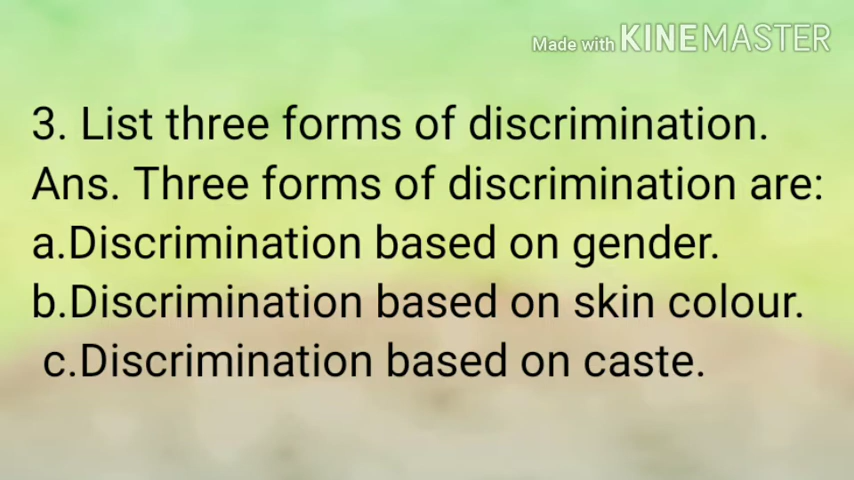 Made with KINEMASTER
3. List three forms of discrimination.
Ans. Three forms of discrimination are:
a.Discrimination based on gender.
b.Discrimination based on skin colour.
c.Discrimination based on caste.